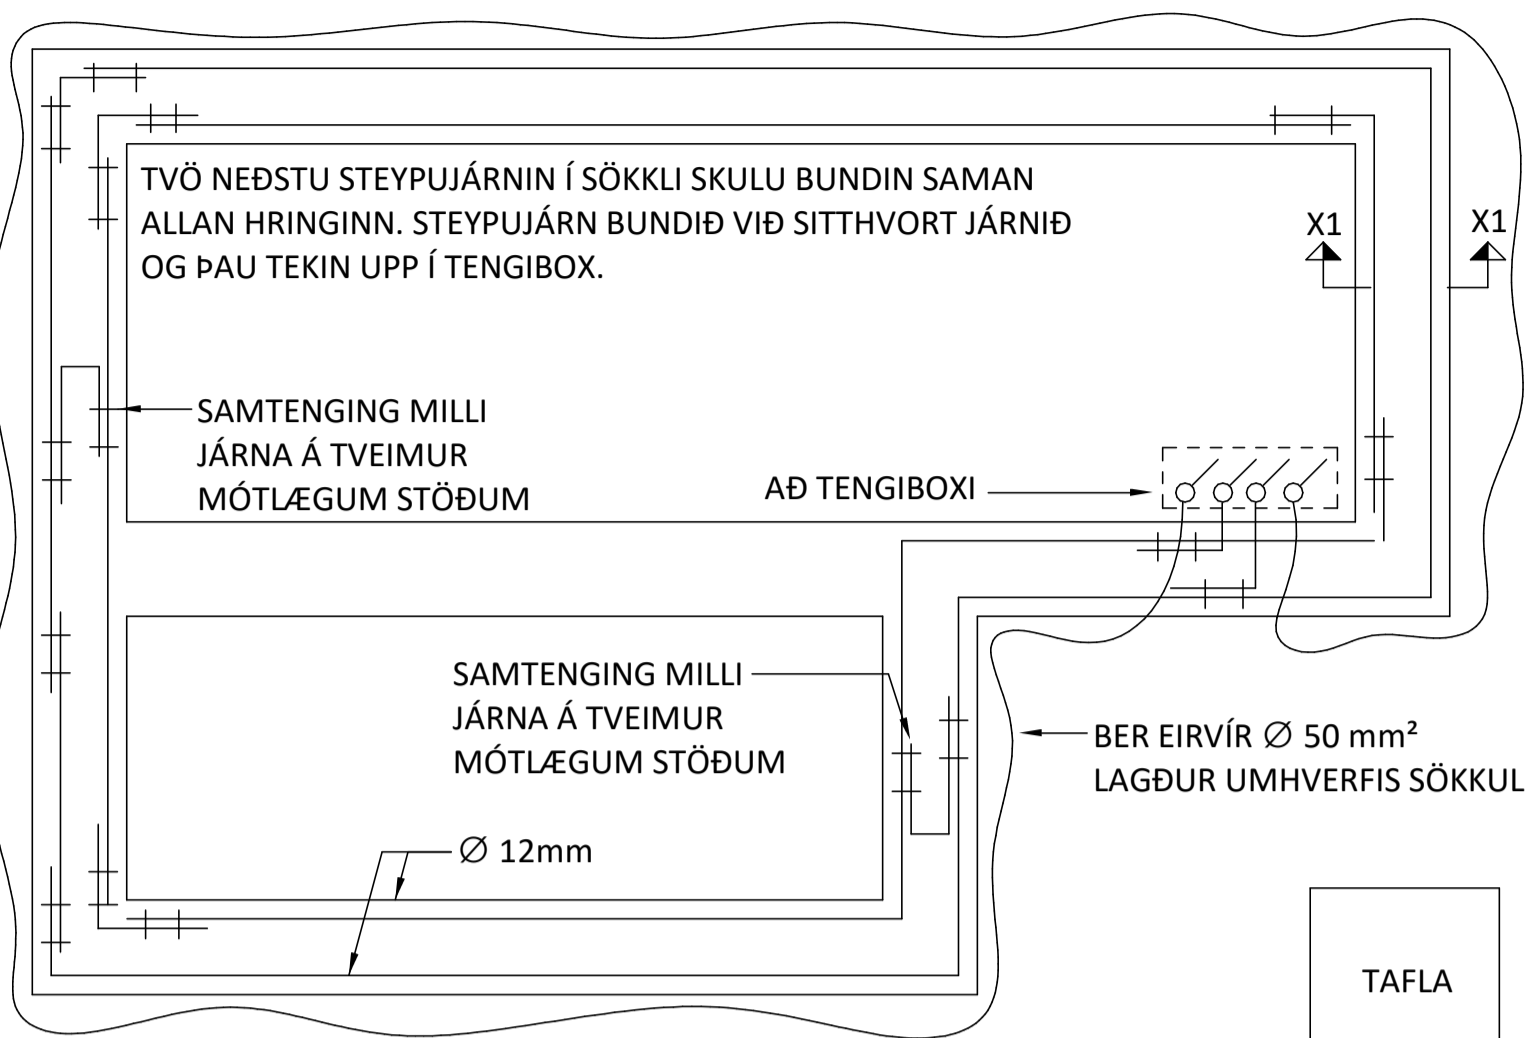 TVÖ NEÐSTU STEYPUJÁRNIN Í SÖKKLI SKULU BUNDIN SAMAN
ALLAN HRINGINN. STEYPUJÁRN BUNDIÐ VIÐ SITTHVORT JÁRNIÐ
OG ÞAU TEKIN UPP Í TENGIBOX.
X1
X1
SAMTENGING MILLI
JÁRNA Á TVEIMUR
MÓTLÆGUM STÖÐUM
AÐ TENGIBOXI
SAMTENGING MILLI
JÁRNA Á TVEIMUR
MÓTLÆGUM STÖÐUM
BER EIRVÍR Ø 50 mm²
LAGÐUR UMHVERFIS SÖKKUL
Ø 12mm
TAFLA